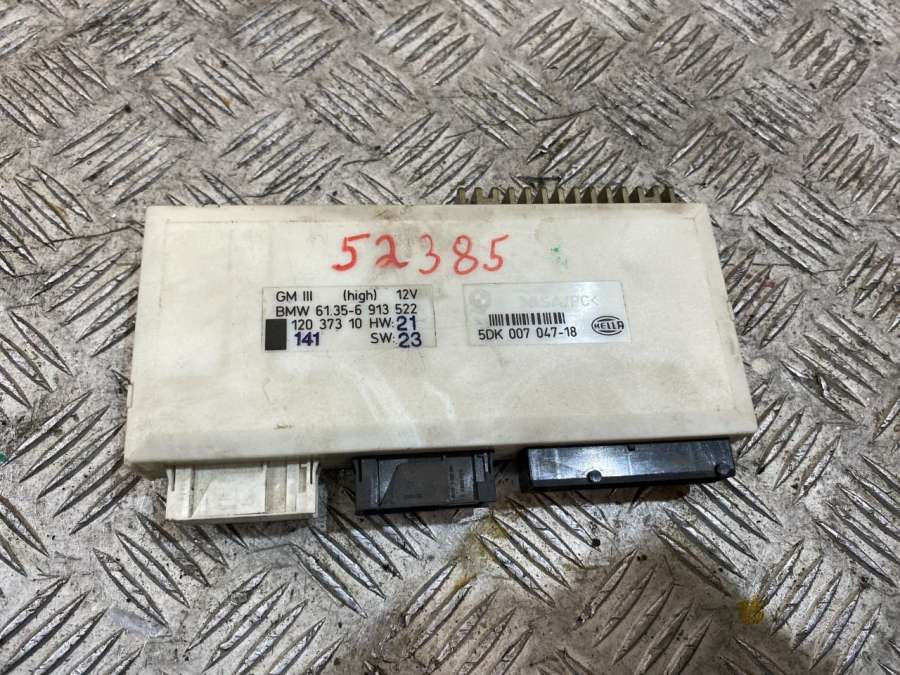 52385
GM III (high) 12V
BMW 61.35-6 913 522
120 373 10 HW: 21
141 SW: 23
5DK 007 047-18
HELLA